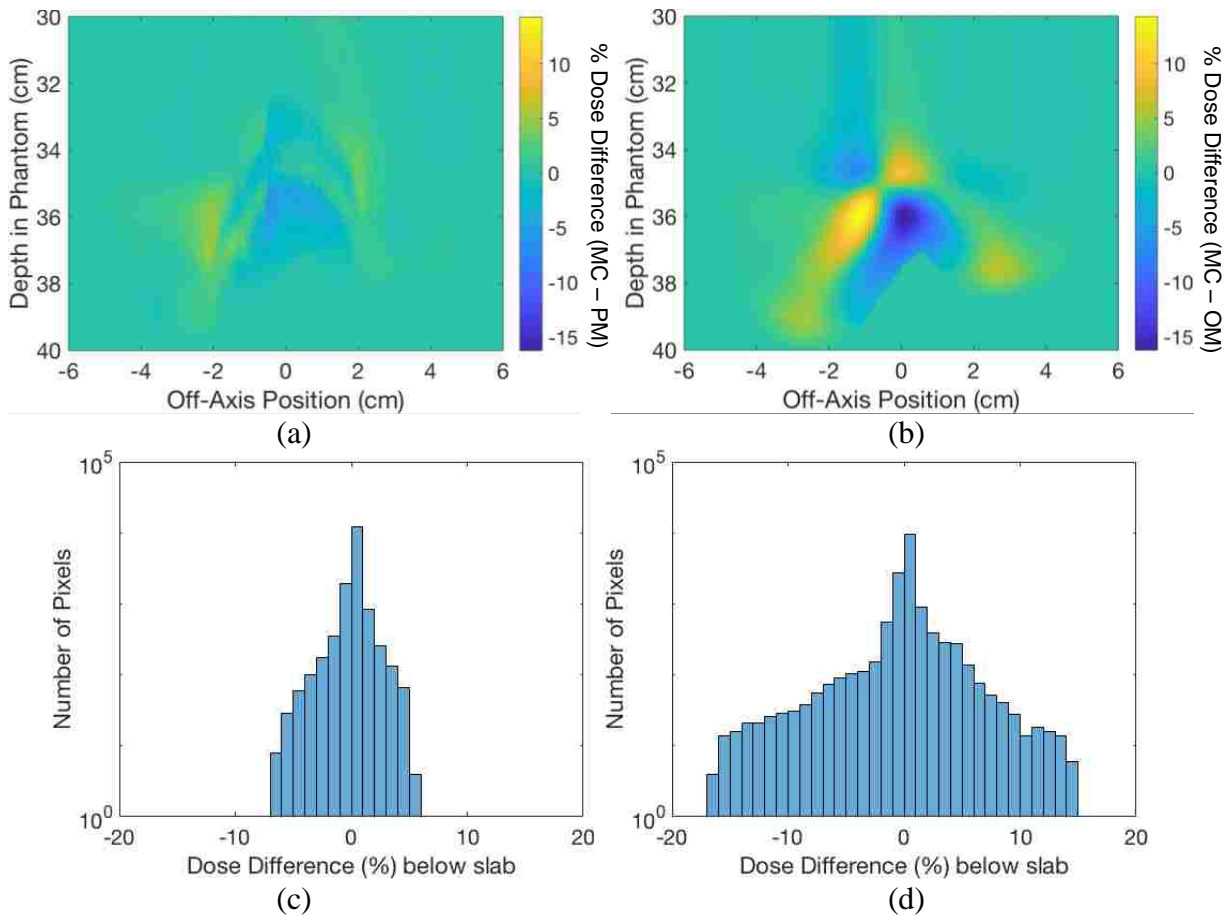 30
32
34
36
38
40
Depth in Phantom (cm)
-6 -4 -2 0 2 4 6
Off-Axis Position (cm)
10
5
0
-5
-10
-15
% Dose Difference (MC – PM)
(a)
30
32
34
36
38
40
Depth in Phantom (cm)
-6 -4 -2 0 2 4 6
Off-Axis Position (cm)
10
5
0
-5
-10
-15
% Dose Difference (MC – OM)
(b)
10^5
10^0
Number of Pixels
-20 -10 0 10 20
Dose Difference (%) below slab
(c)
10^5
10^0
Number of Pixels
-20 -10 0 10 20
Dose Difference (%) below slab
(d)